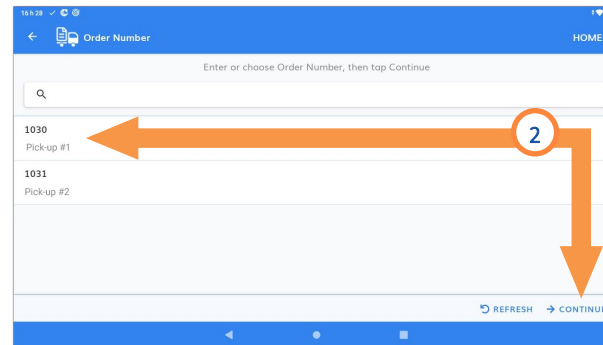 16 h 28
Order Number HOME
Enter or choose Order Number, then tap Continue
1030
Pick-up #1
2
1031
Pick-up #2
REFRESH CONTINUE